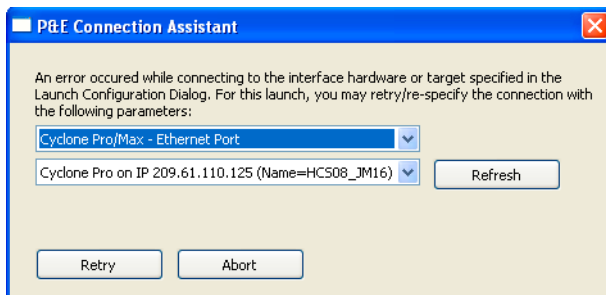 P&E Connection Assistant
An error occured while connecting to the interface hardware or target specified in the
Launch Configuration Dialog. For this launch, you may retry/re-specify the connection with
the following parameters:
Cyclone Pro/Max - Ethernet Port
Cyclone Pro on IP 209.61.110.125 (Name=HCS08_JM16)
Refresh
Retry
Abort